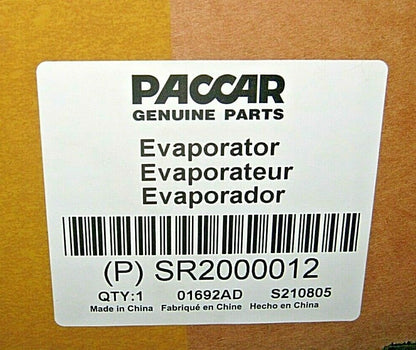 PACCAR
GENUINE PARTS
Evaporator
Evaporateur
Evaporador
(P) SR2000012
QTY:1 01692AD S210805
Made in China Fabriqué en Chine Hecho en China